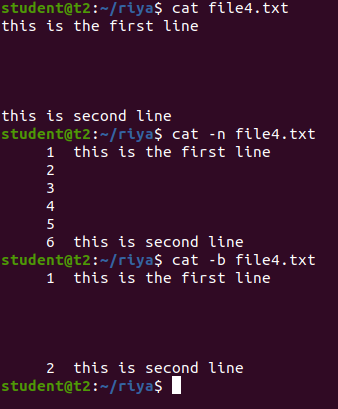 student@t2:~/riya$ cat file4.txt
this is the first line




this is second line
student@t2:~/riya$ cat -n file4.txt
     1  this is the first line
     2
     3
     4
     5
     6  this is second line
student@t2:~/riya$ cat -b file4.txt
     1  this is the first line




     2  this is second line
student@t2:~/riya$